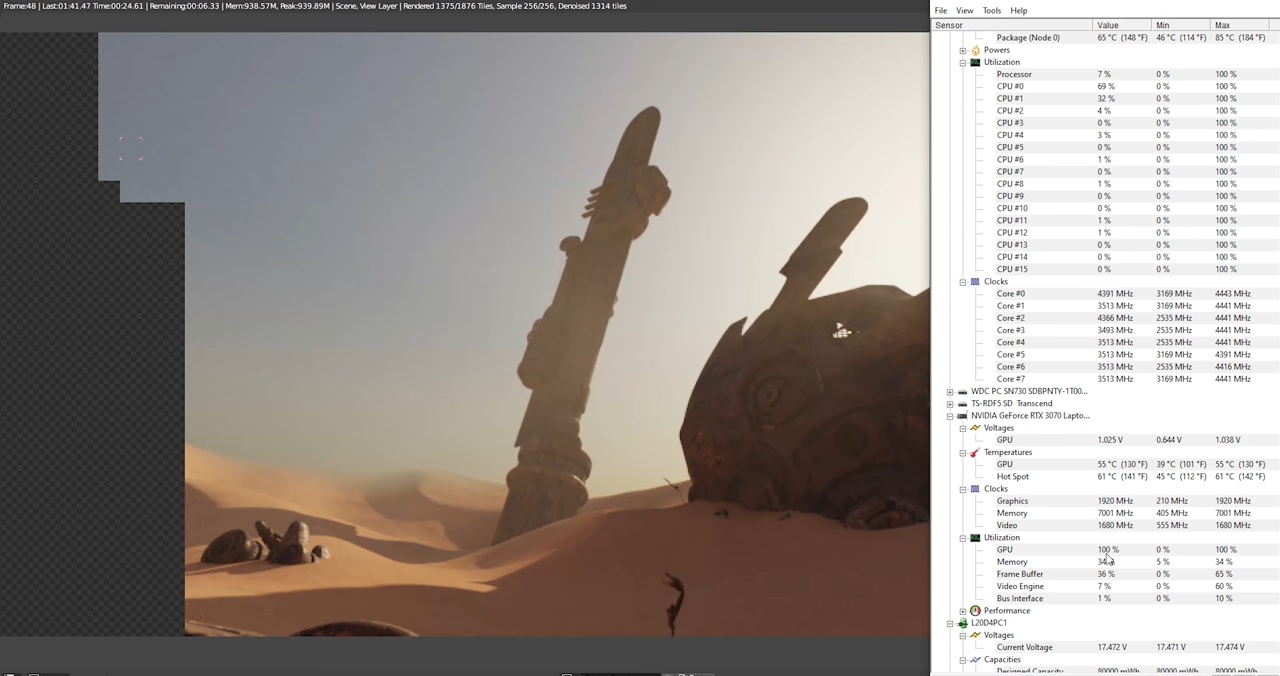 Frame:48 | Last:01:41.47 Time:00:24.61 | Remaining:00:06.33 | Mem:938.57M, Peak:939.89M | Scene, View Layer | Rendered 1375/1876 Tiles, Sample 256/256, Denoised 1314 tiles
File View Tools Help
Sensor Value Min Max
Package (Node 0) 65 °C (148 °F) 46 °C (114 °F) 85 °C (184 °F)
Powers
Utilization
Processor 7 % 0 % 100 %
CPU #0 69 % 0 % 100 %
CPU #1 32 % 0 % 100 %
CPU #2 4 % 0 % 100 %
CPU #3 0 % 0 % 100 %
CPU #4 3 % 0 % 100 %
CPU #5 0 % 0 % 100 %
CPU #6 1 % 0 % 100 %
CPU #7 0 % 0 % 100 %
CPU #8 1 % 0 % 100 %
CPU #9 0 % 0 % 100 %
CPU #10 0 % 0 % 100 %
CPU #11 1 % 0 % 100 %
CPU #12 1 % 0 % 100 %
CPU #13 0 % 0 % 100 %
CPU #14 0 % 0 % 100 %
CPU #15 0 % 0 % 100 %
Clocks
Core #0 4391 MHz 3169 MHz 4443 MHz
Core #1 3513 MHz 3169 MHz 4441 MHz
Core #2 4366 MHz 2535 MHz 4441 MHz
Core #3 3493 MHz 2535 MHz 4441 MHz
Core #4 3513 MHz 2535 MHz 4441 MHz
Core #5 3513 MHz 3169 MHz 4391 MHz
Core #6 3513 MHz 2535 MHz 4416 MHz
Core #7 3513 MHz 3169 MHz 4441 MHz
WDC PC SN730 SDBPNTY-1T00...
TS-RDF5 SD Transcend
NVIDIA GeForce RTX 3070 Lapto...
Voltages
GPU 1.025 V 0.644 V 1.038 V
Temperatures
GPU 55 °C (130 °F) 39 °C (101 °F) 55 °C (130 °F)
Hot Spot 61 °C (141 °F) 45 °C (112 °F) 61 °C (142 °F)
Clocks
Graphics 1920 MHz 210 MHz 1920 MHz
Memory 7001 MHz 405 MHz 7001 MHz
Video 1680 MHz 555 MHz 1680 MHz
Utilization
GPU 100 % 0 % 100 %
Memory 34 % 5 % 34 %
Frame Buffer 36 % 0 % 65 %
Video Engine 7 % 0 % 60 %
Bus Interface 1 % 0 % 10 %
Performance
L20D4PC1
Voltages
Current Voltage 17.472 V 17.471 V 17.474 V
Capacities
Designed Capacity 80000 mWh 80000 mWh 80000 mWh